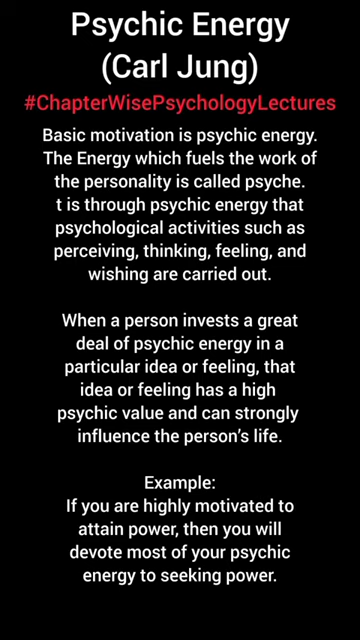 Psychic Energy
(Carl Jung)
#ChapterWisePsychologyLectures
Basic motivation is psychic energy.
The Energy which fuels the work of
the personality is called psyche.
t is through psychic energy that
psychological activities such as
perceiving, thinking, feeling, and
wishing are carried out.
When a person invests a great
deal of psychic energy in a
particular idea or feeling, that
idea or feeling has a high
psychic value and can strongly
influence the person's life.
Example:
If you are highly motivated to
attain power, then you will
devote most of your psychic
energy to seeking power.